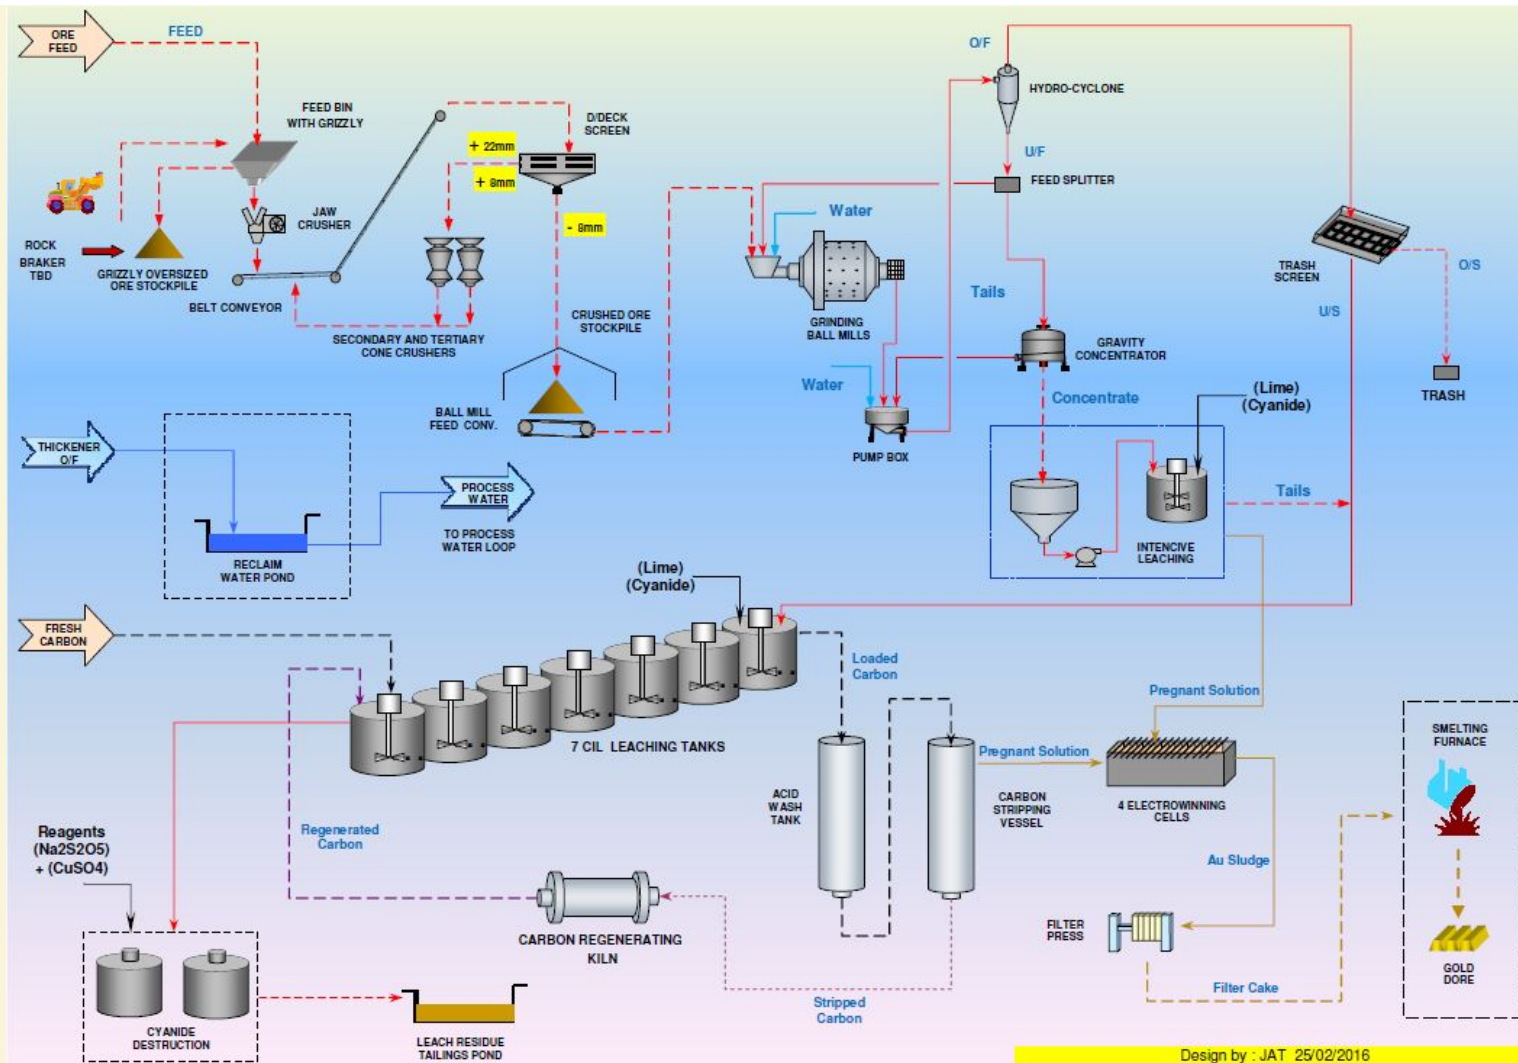 ORE
FEED
FEED
FEED BIN
WITH GRIZZLY
JAW
CRUSHER
ROCK
BRAKER
TBD
GRIZZLY OVERSIZED
ORE STOCKPILE
BELT CONVEYOR
D/DECK
SCREEN
+ 22mm
+ 8mm
- 8mm
SECONDARY AND TERTIARY
CONE CRUSHERS
CRUSHED ORE
STOCKPILE
BALL MILL
FEED CONV.
O/F
HYDRO-CYCLONE
U/F
FEED SPLITTER
Water
GRINDING
BALL MILLS
Tails
GRAVITY
CONCENTRATOR
Water
PUMP BOX
Concentrate
TRASH
SCREEN
O/S
U/S
TRASH
(Lime)
(Cyanide)
Tails
INTENCIVE
LEACHING
THICKENER
O/F
PROCESS
WATER
TO PROCESS
WATER LOOP
RECLAIM
WATER POND
FRESH
CARBON
(Lime)
(Cyanide)
7 CIL LEACHING TANKS
Loaded
Carbon
ACID
WASH
TANK
Pregnant Solution
CARBON
STRIPPING
VESSEL
Pregnant Solution
4 ELECTROWINNING
CELLS
Au Sludge
SMELTING
FURNACE
GOLD
DORE
Regenerated
Carbon
Reagents
(Na2S2O5)
+ (CuSO4)
CARBON REGENERATING
KILN
FILTER
PRESS
Filter Cake
Stripped
Carbon
CYANIDE
DESTRUCTION
LEACH RESIDUE
TAILINGS POND
Design by : JAT 25/02/2016